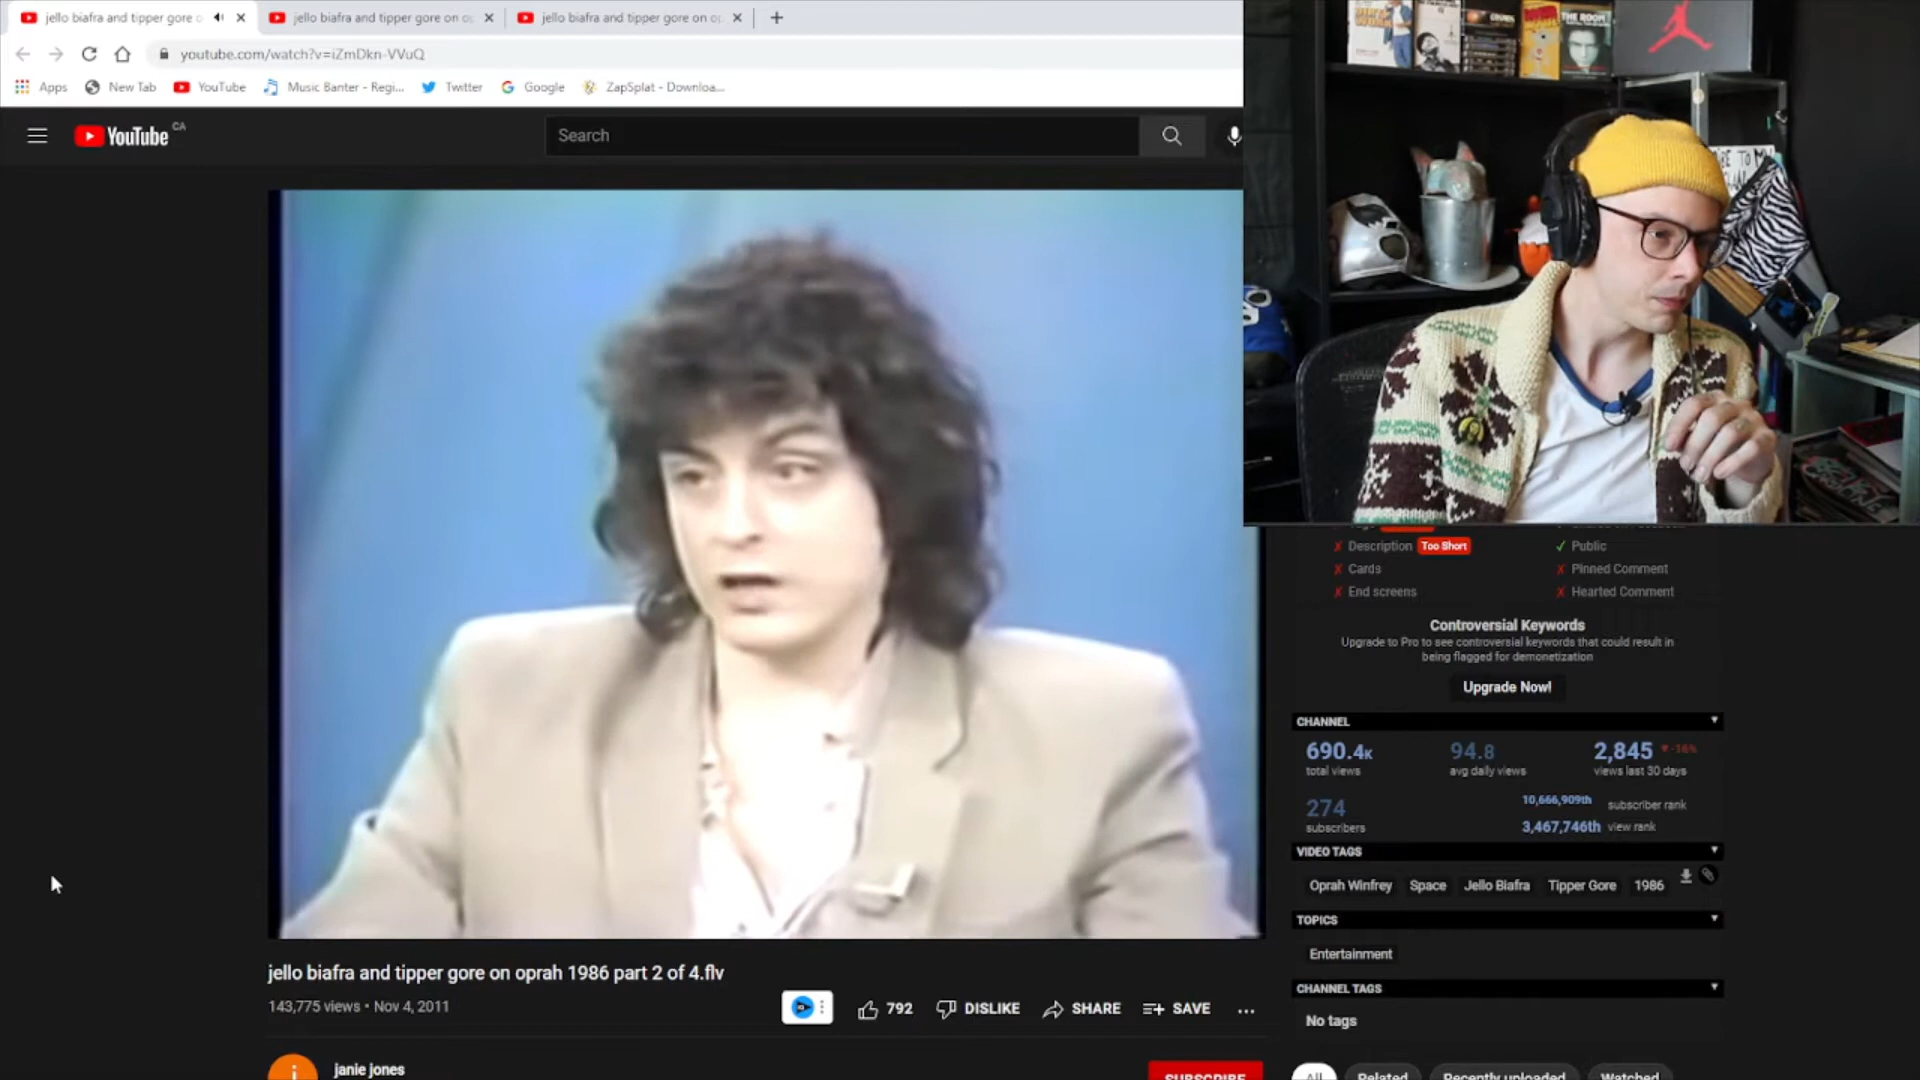 jello biafra and tipper gore o
jello biafra and tipper gore on o
jello biafra and tipper gore on o
youtube.com/watch?v=iZmDkn-VVuQ
Apps
New Tab
YouTube
Music Banter - Regi...
Twitter
Google
ZapSplat - Downloa...
YouTube CA
Search
THE ROOM
Description Too Short
Public
Cards
Pinned Comment
End screens
Hearted Comment
Controversial Keywords
Upgrade to Pro to see controversial keywords that could result in
being flagged for demonetization
Upgrade Now!
CHANNEL
690.4K
94.8
2,845 -16%
total views
avg daily views
views last 30 days
274
10,666,909th subscriber rank
subscribers
3,467,746th view rank
VIDEO TAGS
Oprah Winfrey
Space
Jello Biafra
Tipper Gore
1986
TOPICS
Entertainment
CHANNEL TAGS
No tags
jello biafra and tipper gore on oprah 1986 part 2 of 4.flv
143,775 views • Nov 4, 2011
792
DISLIKE
SHARE
SAVE
janie jones
SUBSCRIBE
All
Related
Recently uploaded
Watched